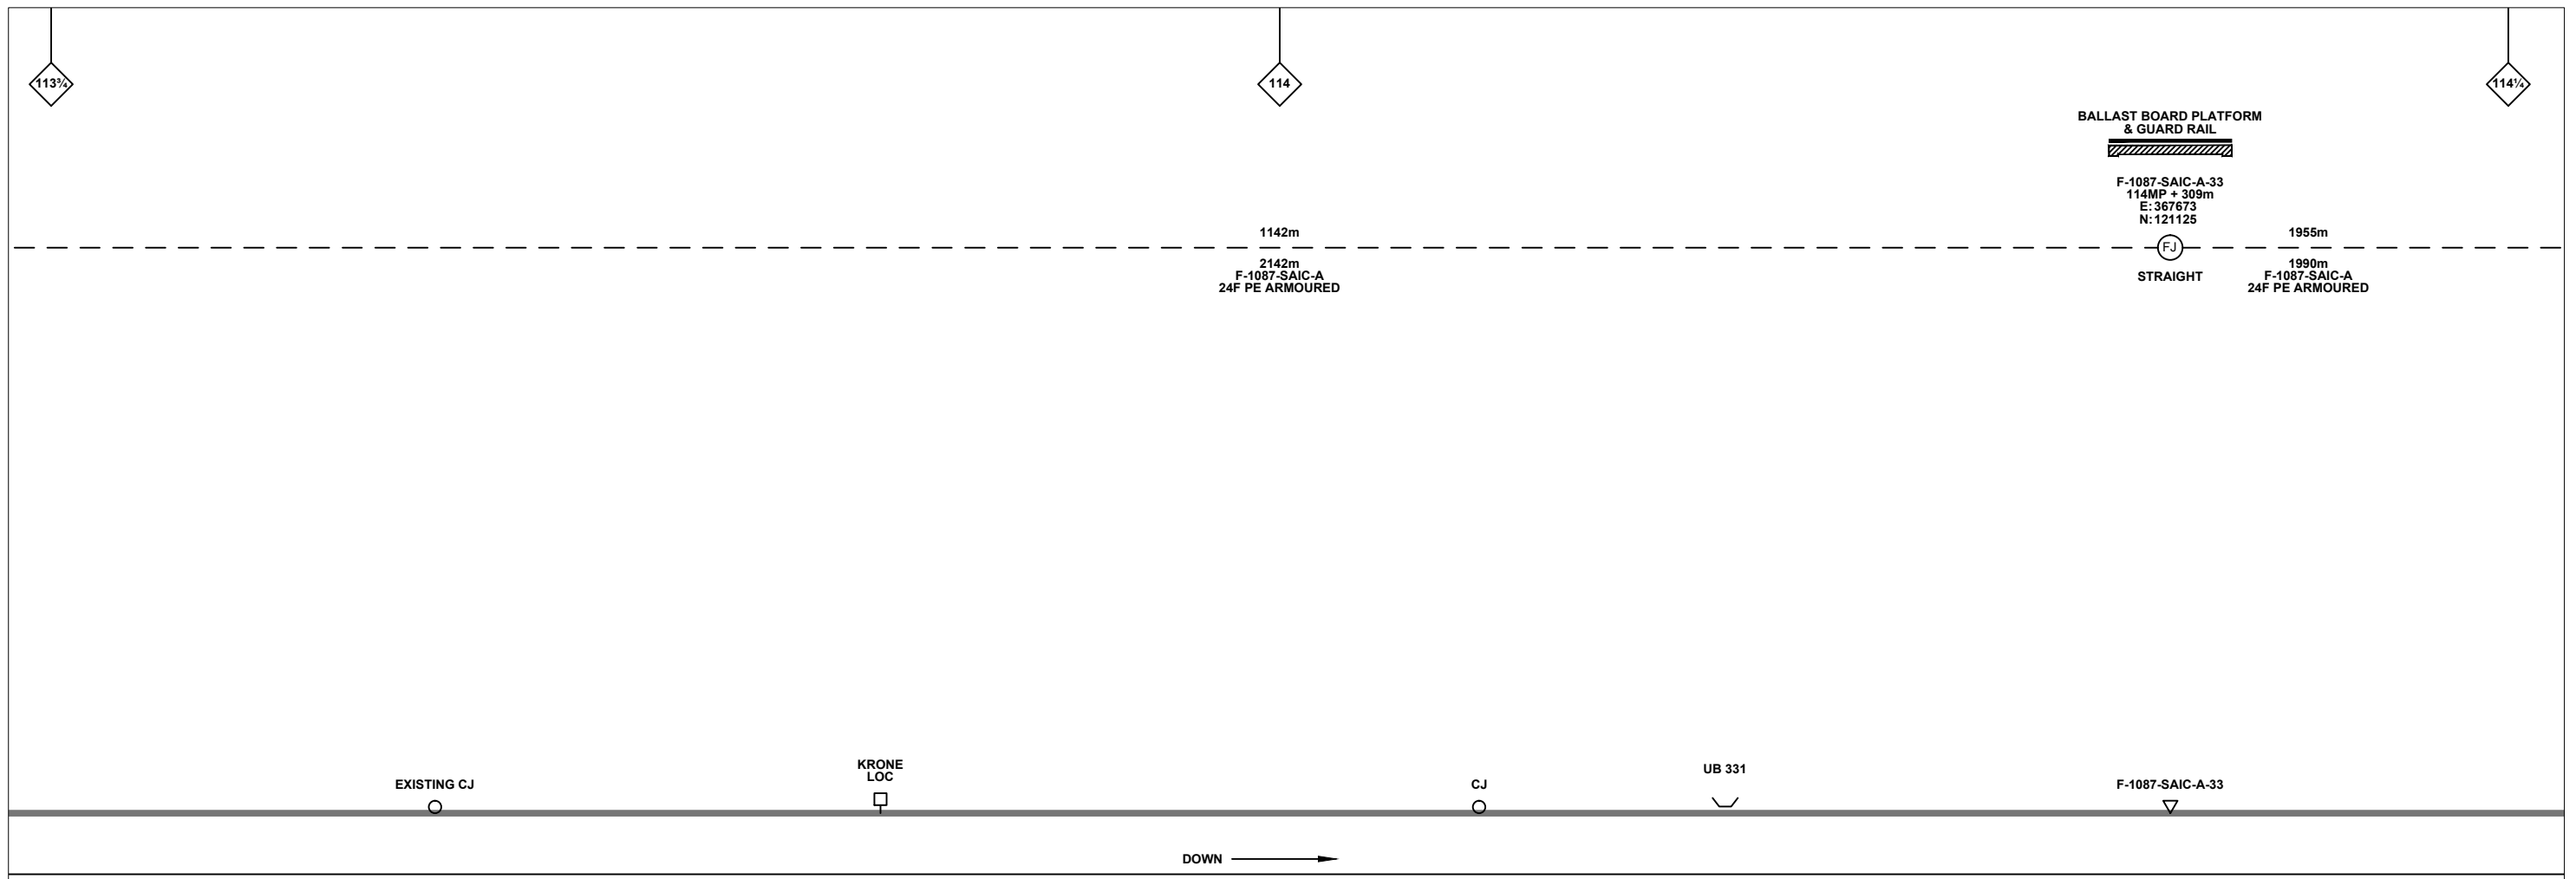 113¾
114
114¼
BALLAST BOARD PLATFORM
& GUARD RAIL
F-1087-SAIC-A-33
114MP + 309m
E: 367673
N: 121125
1142m
1955m
FJ
2142m
F-1087-SAIC-A
24F PE ARMOURED
STRAIGHT
1990m
F-1087-SAIC-A
24F PE ARMOURED
EXISTING CJ
KRONE
LOC
CJ
UB 331
F-1087-SAIC-A-33
DOWN